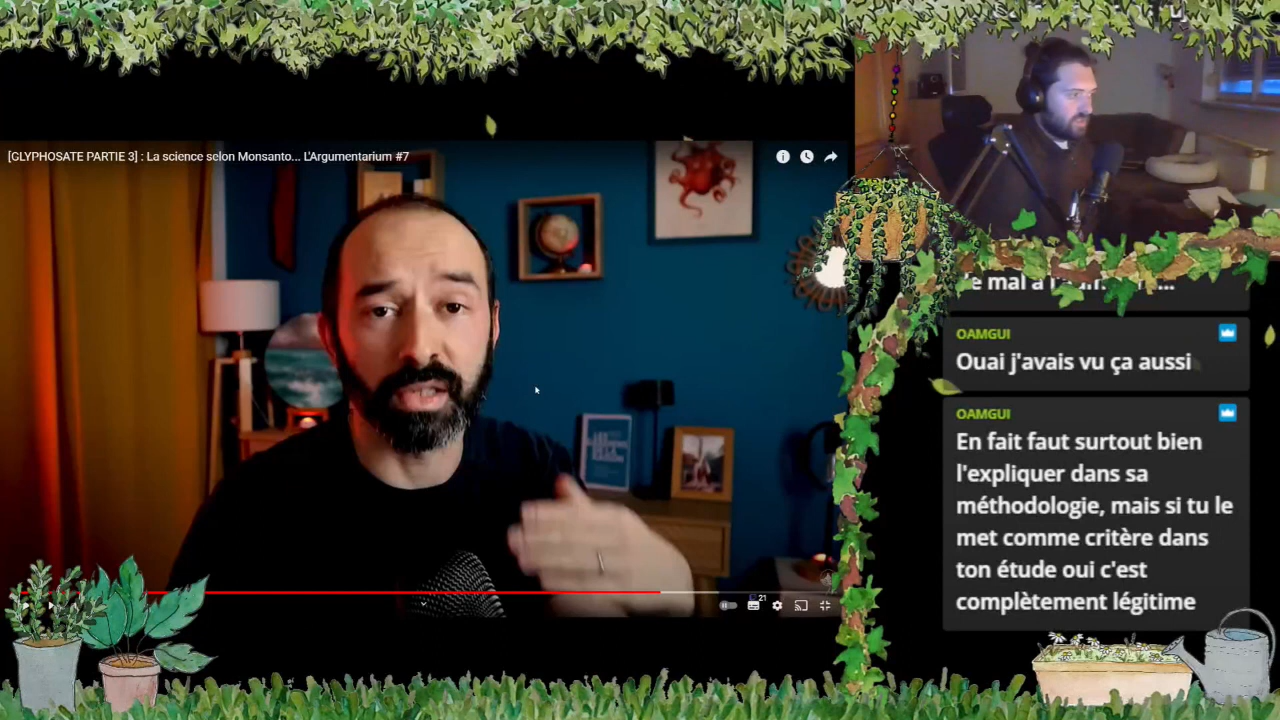 [GLYPHOSATE PARTIE 3] : La science selon Monsanto... L'Argumentarium #7
OAMGUI
Ouai j'avais vu ça aussi
OAMGUI
En fait faut surtout bien
l'expliquer dans sa
méthodologie, mais si tu le
met comme critère dans
ton étude oui c'est
complètement légitime
21